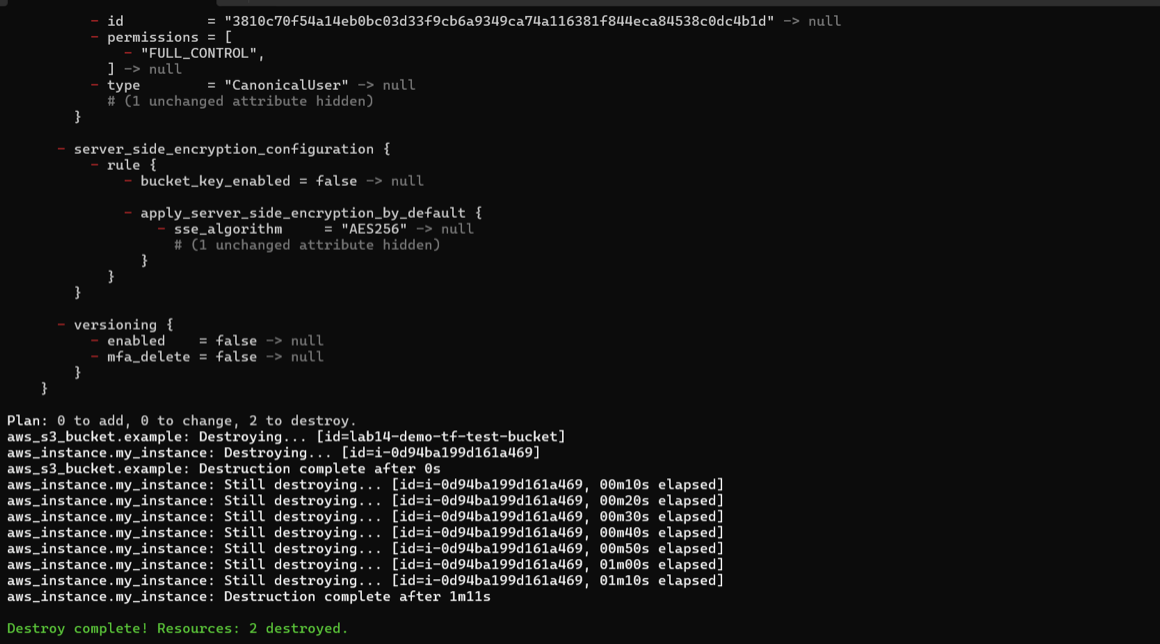 - id          = "3810c70f54a14eb0bc03d33f9cb6a9349ca74a116381f844eca84538c0dc4b1d" -> null
- permissions = [
- "FULL_CONTROL",
] -> null
- type        = "CanonicalUser" -> null
# (1 unchanged attribute hidden)
}
- server_side_encryption_configuration {
- rule {
- bucket_key_enabled = false -> null
- apply_server_side_encryption_by_default {
- sse_algorithm     = "AES256" -> null
# (1 unchanged attribute hidden)
}
}
}
- versioning {
- enabled    = false -> null
- mfa_delete = false -> null
}
}
Plan: 0 to add, 0 to change, 2 to destroy.
aws_s3_bucket.example: Destroying... [id=lab14-demo-tf-test-bucket]
aws_instance.my_instance: Destroying... [id=i-0d94ba199d161a469]
aws_s3_bucket.example: Destruction complete after 0s
aws_instance.my_instance: Still destroying... [id=i-0d94ba199d161a469, 00m10s elapsed]
aws_instance.my_instance: Still destroying... [id=i-0d94ba199d161a469, 00m20s elapsed]
aws_instance.my_instance: Still destroying... [id=i-0d94ba199d161a469, 00m30s elapsed]
aws_instance.my_instance: Still destroying... [id=i-0d94ba199d161a469, 00m40s elapsed]
aws_instance.my_instance: Still destroying... [id=i-0d94ba199d161a469, 00m50s elapsed]
aws_instance.my_instance: Still destroying... [id=i-0d94ba199d161a469, 01m00s elapsed]
aws_instance.my_instance: Still destroying... [id=i-0d94ba199d161a469, 01m10s elapsed]
aws_instance.my_instance: Destruction complete after 1m11s
Destroy complete! Resources: 2 destroyed.